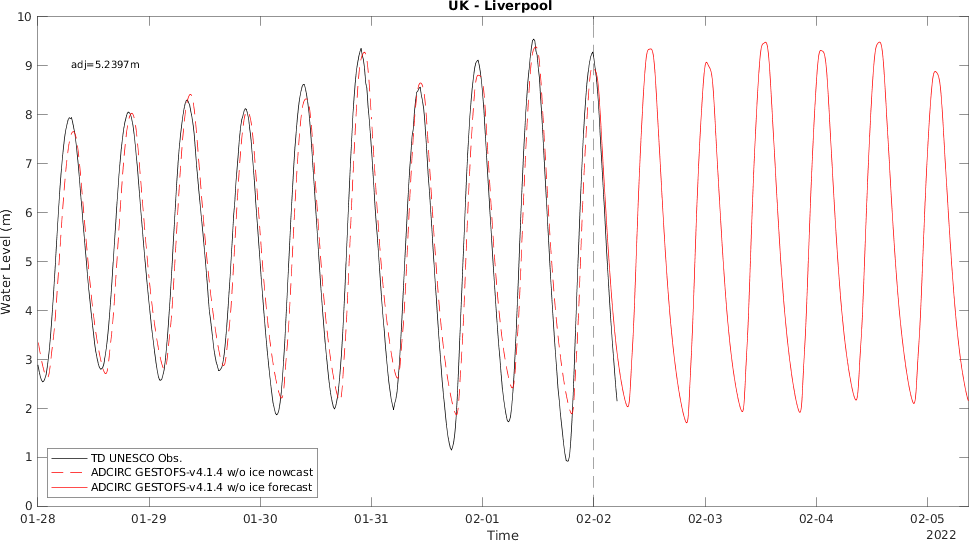 UK - Liverpool
10
9
8
7
6
5
4
3
2
1
0
Water Level (m)
adj=5.2397m
TD UNESCO Obs.
ADCIRC GESTOFS-v4.1.4 w/o ice nowcast
ADCIRC GESTOFS-v4.1.4 w/o ice forecast
01-28 01-29 01-30 01-31 02-01 02-02 02-03 02-04 02-05
Time
2022